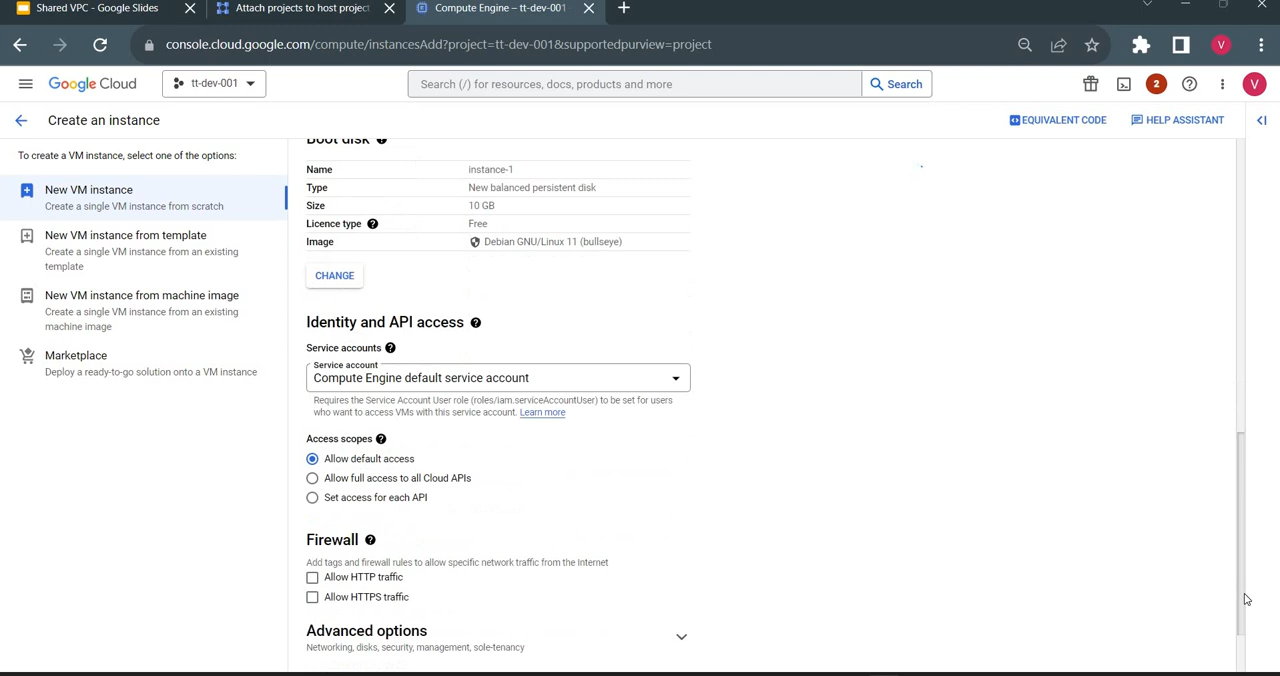 Shared VPC - Google Slides
Attach projects to host project
Compute Engine – tt-dev-001
console.cloud.google.com/compute/instancesAdd?project=tt-dev-001&supportedpurview=project
V
Google Cloud
tt-dev-001
Search (/) for resources, docs, products and more
Search
2
V
Create an instance
EQUIVALENT CODE
HELP ASSISTANT
To create a VM instance, select one of the options:
New VM instance
Create a single VM instance from scratch
New VM instance from template
Create a single VM instance from an existing
template
New VM instance from machine image
Create a single VM instance from an existing
machine image
Marketplace
Deploy a ready-to-go solution onto a VM instance
Boot disk
Name instance-1
Type New balanced persistent disk
Size 10 GB
Licence type Free
Image Debian GNU/Linux 11 (bullseye)
CHANGE
Identity and API access
Service accounts
Service account
Compute Engine default service account
Requires the Service Account User role (roles/iam.serviceAccountUser) to be set for users
who want to access VMs with this service account. Learn more
Access scopes
Allow default access
Allow full access to all Cloud APIs
Set access for each API
Firewall
Add tags and firewall rules to allow specific network traffic from the Internet
Allow HTTP traffic
Allow HTTPS traffic
Advanced options
Networking, disks, security, management, sole-tenancy